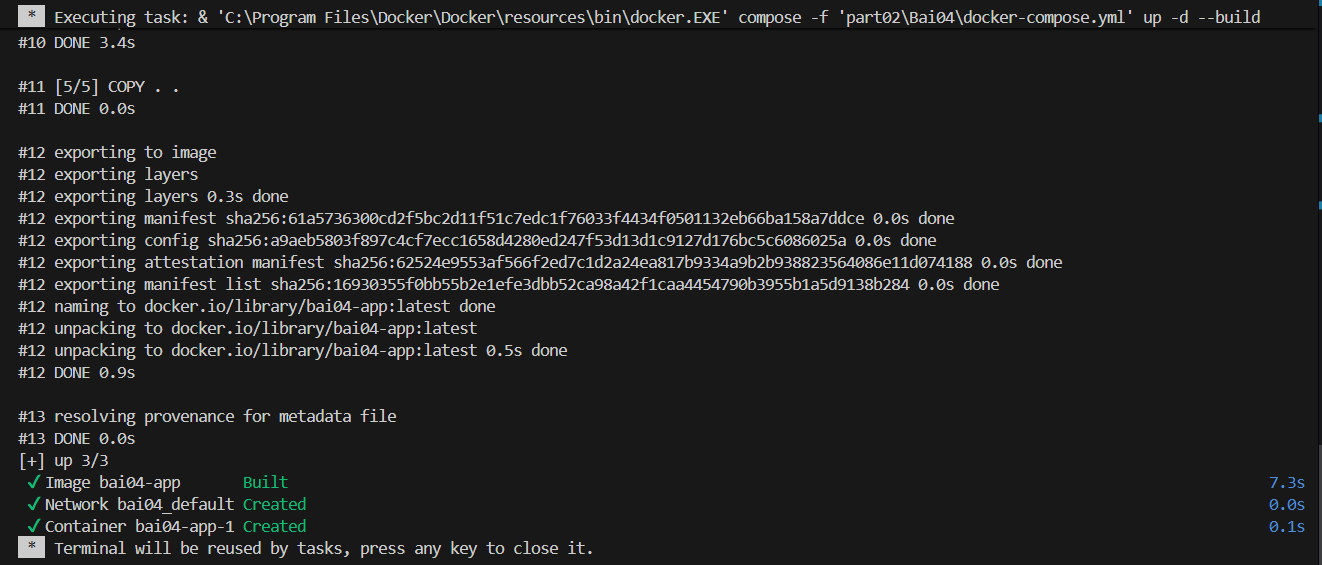 * Executing task: & 'C:\Program Files\Docker\Docker\resources\bin\docker.EXE' compose -f 'part02\Bai04\docker-compose.yml' up -d --build
#10 DONE 3.4s
#11 [5/5] COPY . .
#11 DONE 0.0s
#12 exporting to image
#12 exporting layers
#12 exporting layers 0.3s done
#12 exporting manifest sha256:61a5736300cd2f5bc2d11f51c7edc1f76033f4434f0501132eb66ba158a7ddce 0.0s done
#12 exporting config sha256:a9aeb5803f897c4cf7ecc1658d4280ed247f53d13d1c9127d176bc5c6086025a 0.0s done
#12 exporting attestation manifest sha256:62524e9553af566f2ed7c1d2a24ea817b9334a9b2b938823564086e11d074188 0.0s done
#12 exporting manifest list sha256:16930355f0bb55b2e1efe3dbb52ca98a42f1caa4454790b3955b1a5d9138b284 0.0s done
#12 naming to docker.io/library/bai04-app:latest done
#12 unpacking to docker.io/library/bai04-app:latest
#12 unpacking to docker.io/library/bai04-app:latest 0.5s done
#12 DONE 0.9s
#13 resolving provenance for metadata file
#13 DONE 0.0s
[+] up 3/3
✓ Image bai04-app Built 7.3s
✓ Network bai04_default Created 0.0s
✓ Container bai04-app-1 Created 0.1s
* Terminal will be reused by tasks, press any key to close it.